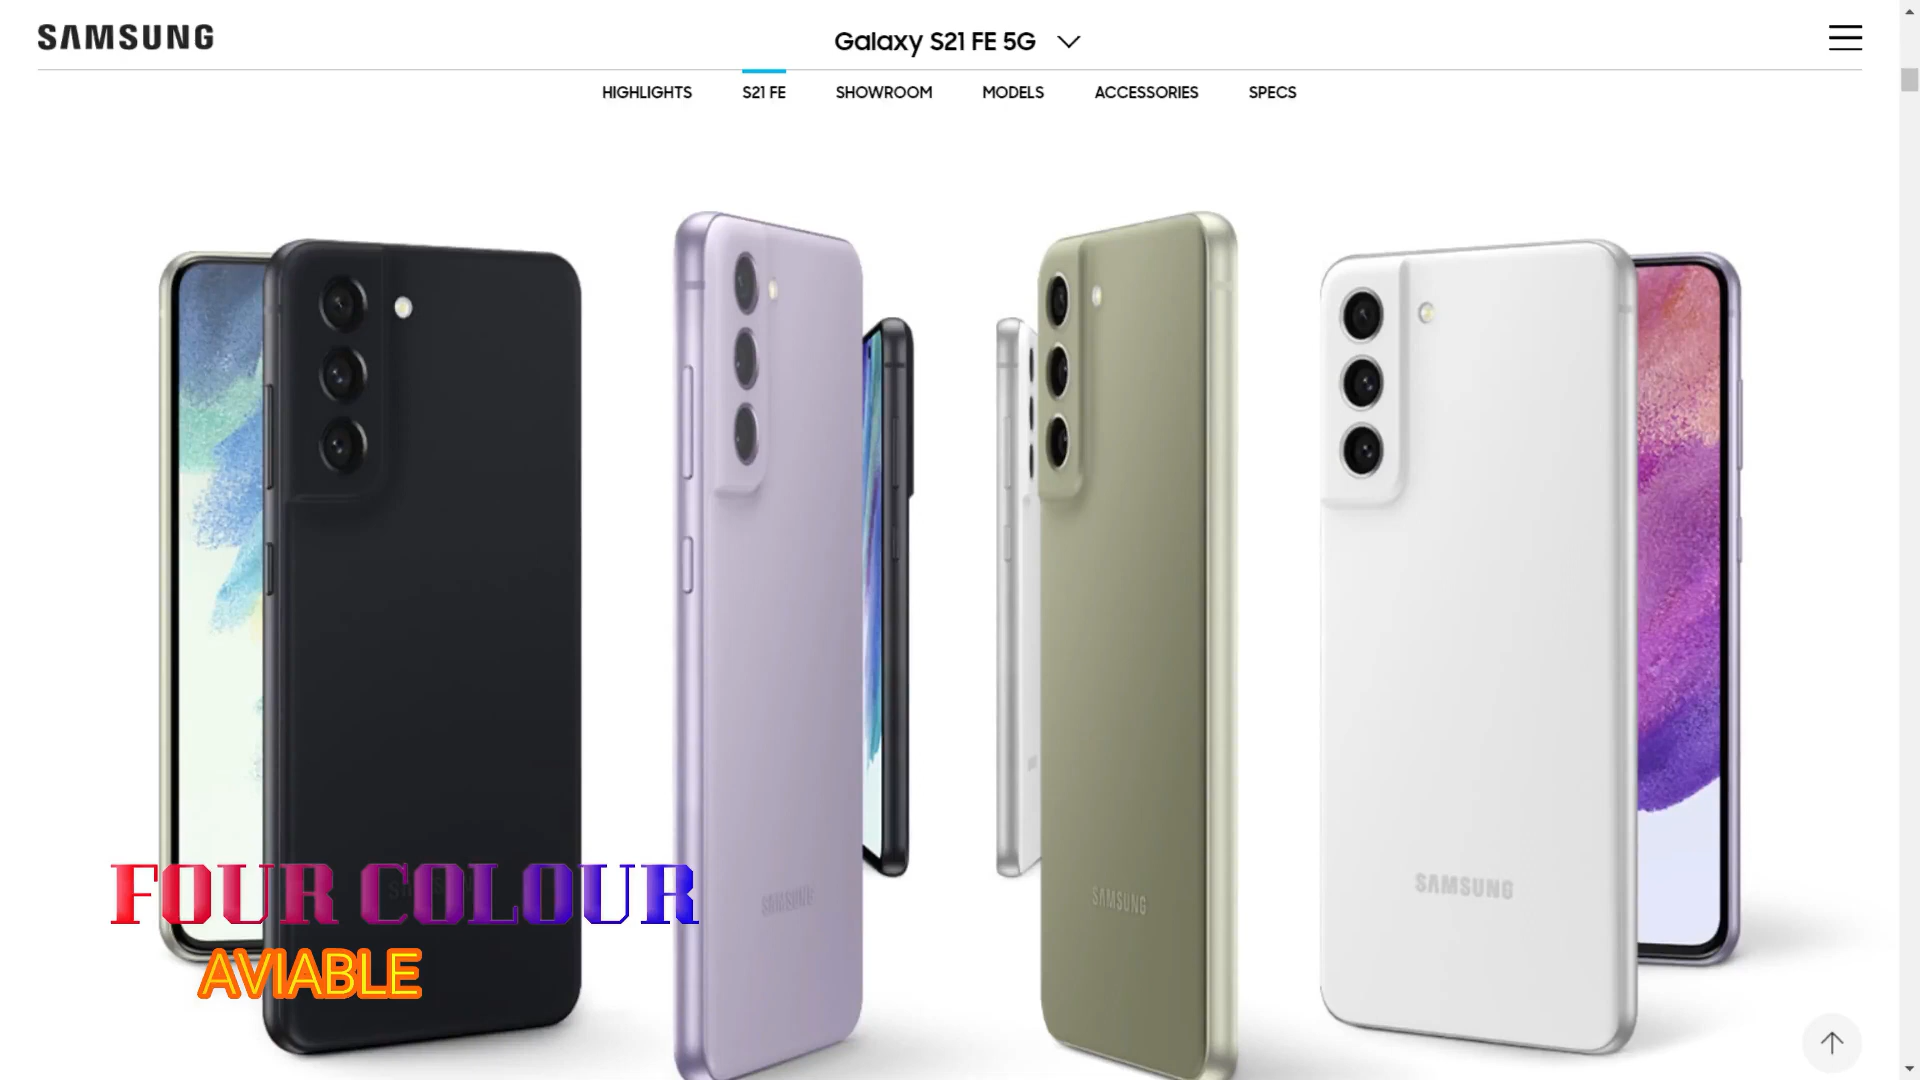 SAMSUNG
Galaxy S21 FE 5G
HIGHLIGHTS S21 FE SHOWROOM MODELS ACCESSORIES SPECS
SAMSUNG
SAMSUNG
SAMSUNG
FOUR COLOUR
AVIABLE